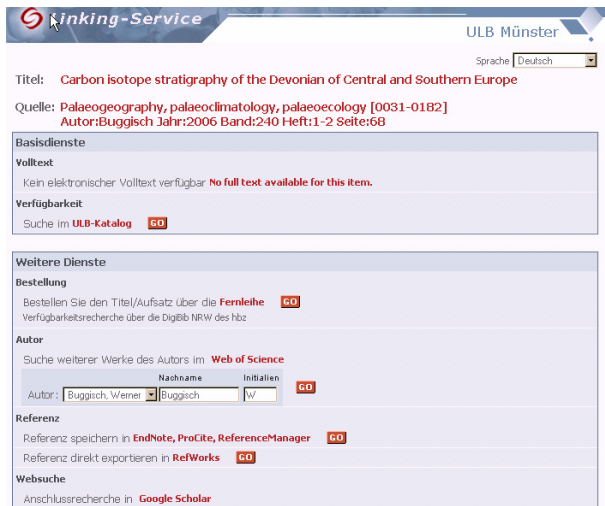 Linking-Service
ULB Münster
Sprache Deutsch
Titel: Carbon isotope stratigraphy of the Devonian of Central and Southern Europe
Quelle: Palaeogeography, palaeoclimatology, palaeoecology [0031-0182]
Autor:Buggisch Jahr:2006 Band:240 Heft:1-2 Seite:68
Basisdienste
Volltext
Kein elektronischer Volltext verfügbar No full text available for this item.
Verfügbarkeit
Suche im ULB-Katalog GO
Weitere Dienste
Bestellung
Bestellen Sie den Titel/Aufsatz über die Fernleihe GO
Verfügbarkeitsrecherche über die DigiBib NRW des hbz
Autor
Suche weiterer Werke des Autors im Web of Science
Nachname Initialien
Autor: Buggisch, Werner Buggisch W GO
Referenz
Referenz speichern in EndNote, ProCite, ReferenceManager GO
Referenz direkt exportieren in RefWorks GO
Websuche
Anschlussrecherche in Google Scholar